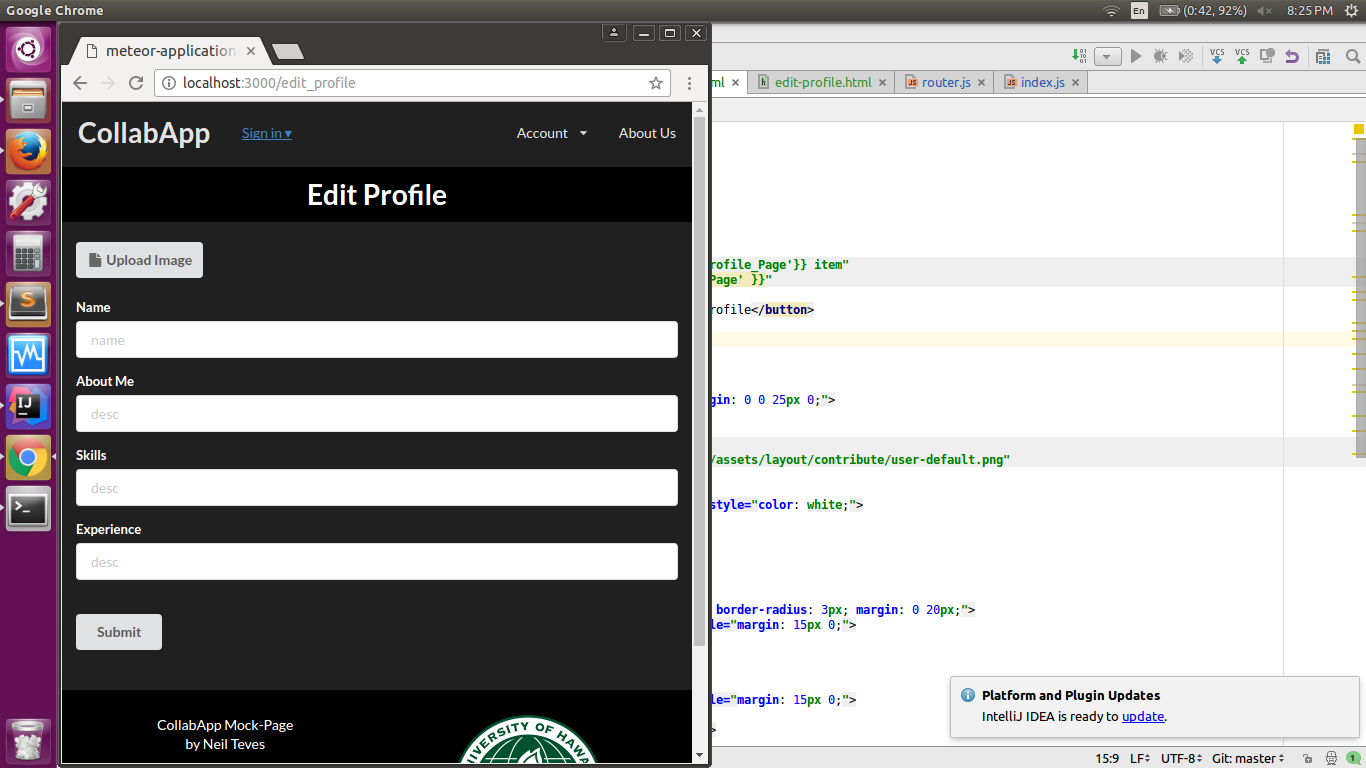 Google Chrome
En
(0:42, 92%)
8:25 PM
meteor-application
localhost:3000/edit_profile
CollabApp
Sign in ▾
Account
About Us
Edit Profile
Upload Image
Name
name
About Me
desc
Skills
desc
Experience
desc
Submit
CollabApp Mock-Page
by Neil Teves
UNIVERSITY OF HAWA
VCS
VCS
ml
edit-profile.html
router.js
index.js
rofile_Page'}} item"
Page' }}"
rofile</button>
gin: 0 0 25px 0;">
/assets/layout/contribute/user-default.png"
style="color: white;">
border-radius: 3px; margin: 0 20px;">
le="margin: 15px 0;">
le="margin: 15px 0;">
>
Platform and Plugin Updates
IntelliJ IDEA is ready to update.
15:9
LF
UTF-8
Git: master
1